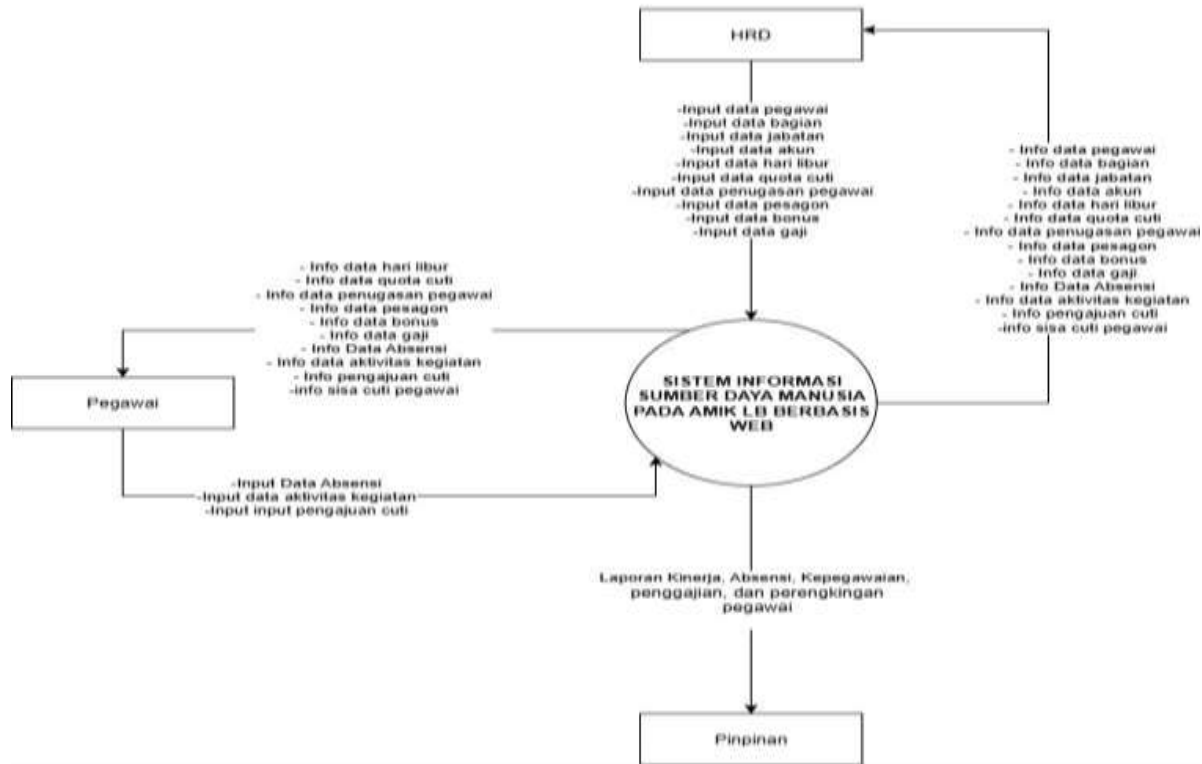 HRD
-Input data pegawai
-Input data bagian
-Input data jabatan
-Input data akun
-Input data hari libur
-Input data quota cuti
-Input data penugasan pegawai
-Input data pesagon
-Input data bonus
-Input data gaji
- Info data pegawai
- Info data bagian
- Info data jabatan
- Info data akun
- Info data hari libur
- Info data quota cuti
- Info data penugasan pegawai
- Info data pesagon
- Info data bonus
- Info data gaji
- Info Data Absensi
- Info data aktivitas kegiatan
- Info pengajuan cuti
-info sisa cuti pegawai
- Info data hari libur
- Info data quota cuti
- Info data penugasan pegawai
- Info data pesagon
- Info data bonus
- Info data gaji
- Info Data Absensi
- Info data aktivitas kegiatan
- Info pengajuan cuti
-info sisa cuti pegawai
Pegawai
SISTEM INFORMASI
SUMBER DAYA MANUSIA
PADA AMIK LB BERBASIS
WEB
-Input Data Absensi
-Input data aktivitas kegiatan
-Input input pengajuan cuti
Laporan Kinerja, Absensi, Kepegawaian,
penggajian, dan perengkingan
pegawai
Pinpinan